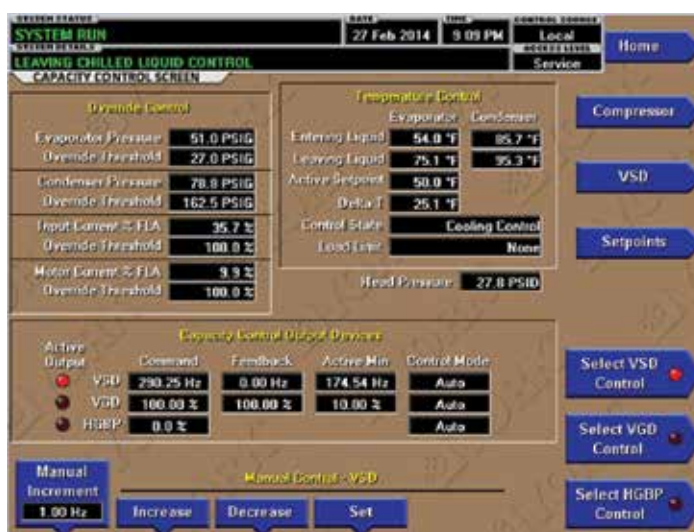 SYSTEM STATUS
SYSTEM RUN
DATE
27 Feb 2014
TIME
9 09 PM
CONTROL SOURCE
Local
SYSTEM DETAILS
LEAVING CHILLED LIQUID CONTROL
ACCESS LEVEL
Service
CAPACITY CONTROL SCREEN
Home
Compressor
VSD
Setpoints
Override Control
Evaporator Pressure 51.0 PSIG
Override Threshold 27.0 PSIG
Condenser Pressure 78.8 PSIG
Override Threshold 162.5 PSIG
Input Current % FLA 35.7 %
Override Threshold 100.0 %
Motor Current % FLA 9.9 %
Override Threshold 100.0 %
Temperature Control
Evaporator Condenser
Entering Liquid 54.0 °F 85.7 °F
Leaving Liquid 75.1 °F 95.3 °F
Active Setpoint 50.0 °F
Delta T 25.1 °F
Control State Cooling Control
Load Limit None
Head Pressure 27.8 PSID
Capacity Control Output Devices
Active Output Command Feedback Active Min Control Mode
VSD 290.25 Hz 0.00 Hz 174.54 Hz Auto
VGD 100.00 % 100.00 % 10.00 % Auto
HGBP 0.0 % Auto
Select VSD Control
Select VGD Control
Select HGBP Control
Manual Increment
1.00 Hz
Manual Control - VSD
Increase Decrease Set